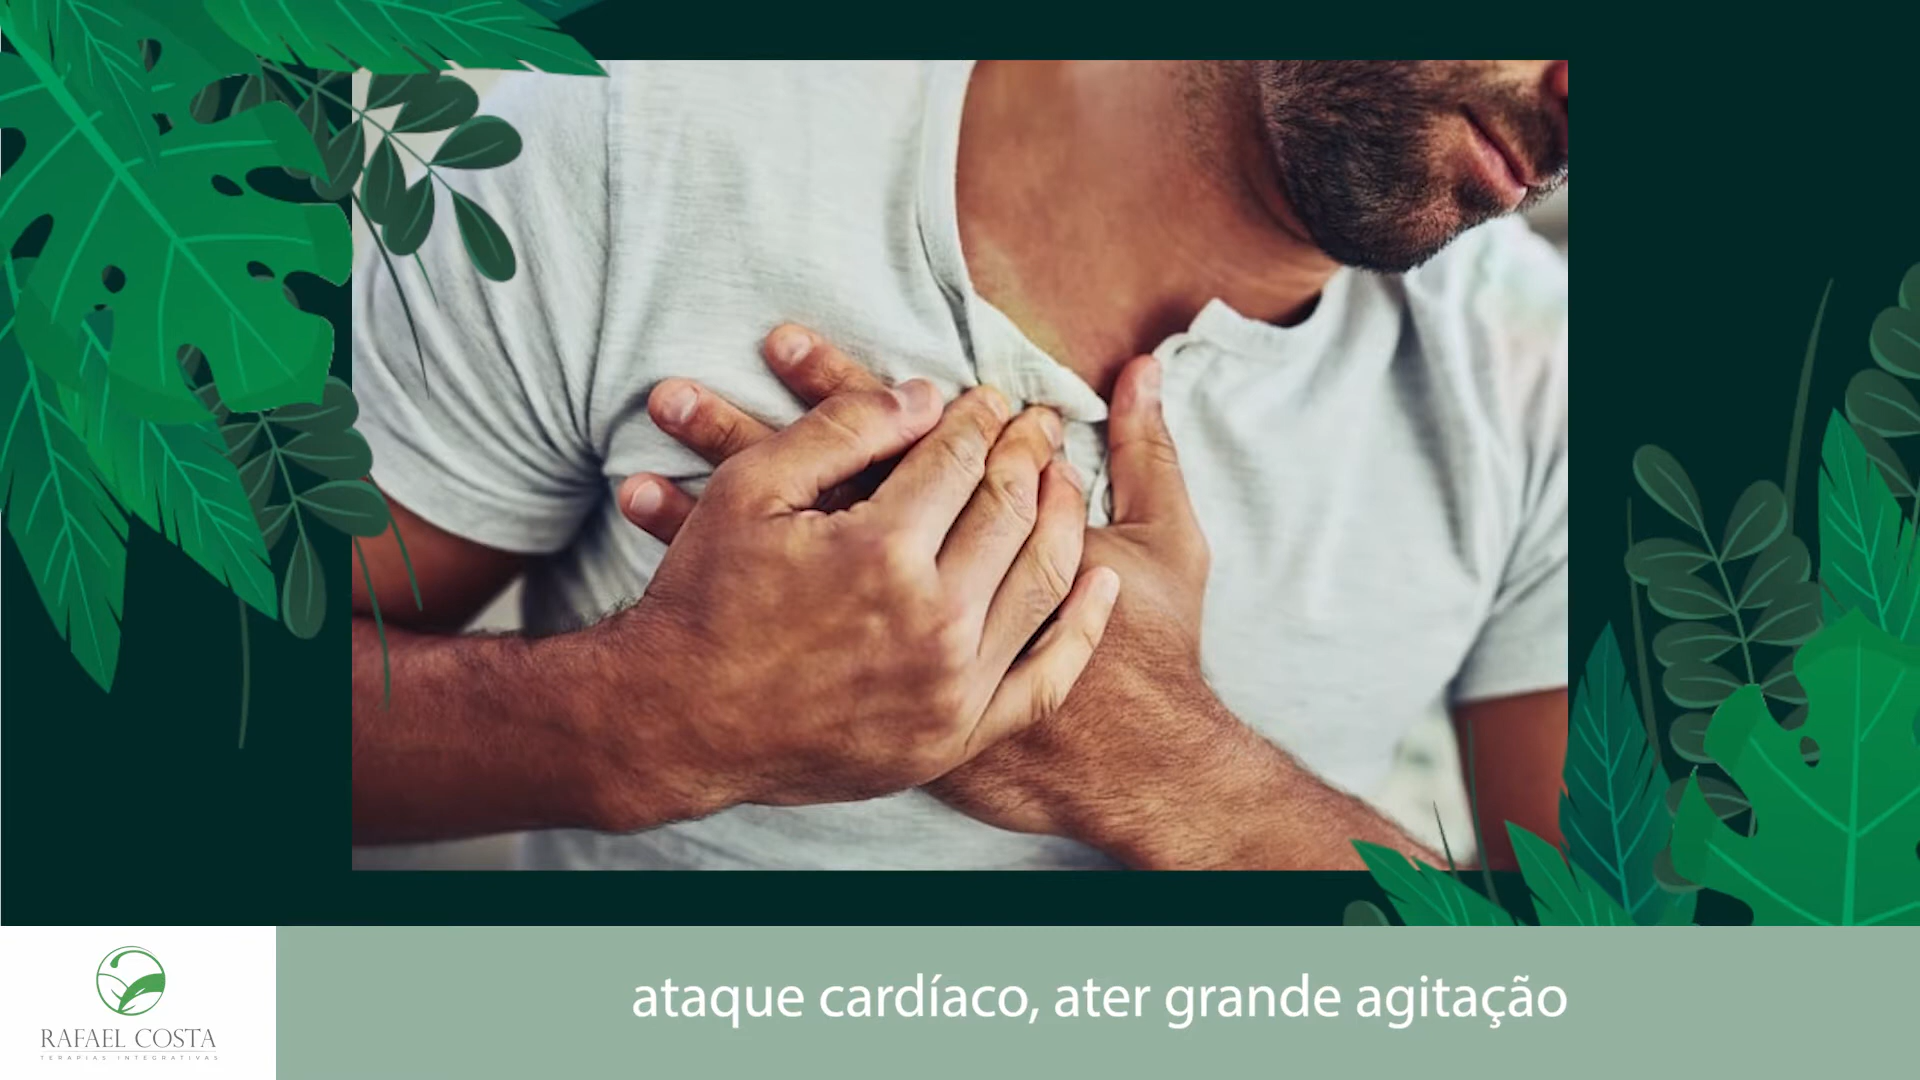 ataque cardíaco, ater grande agitação
RAFAEL COSTA
TERAPIAS INTEGRATIVAS